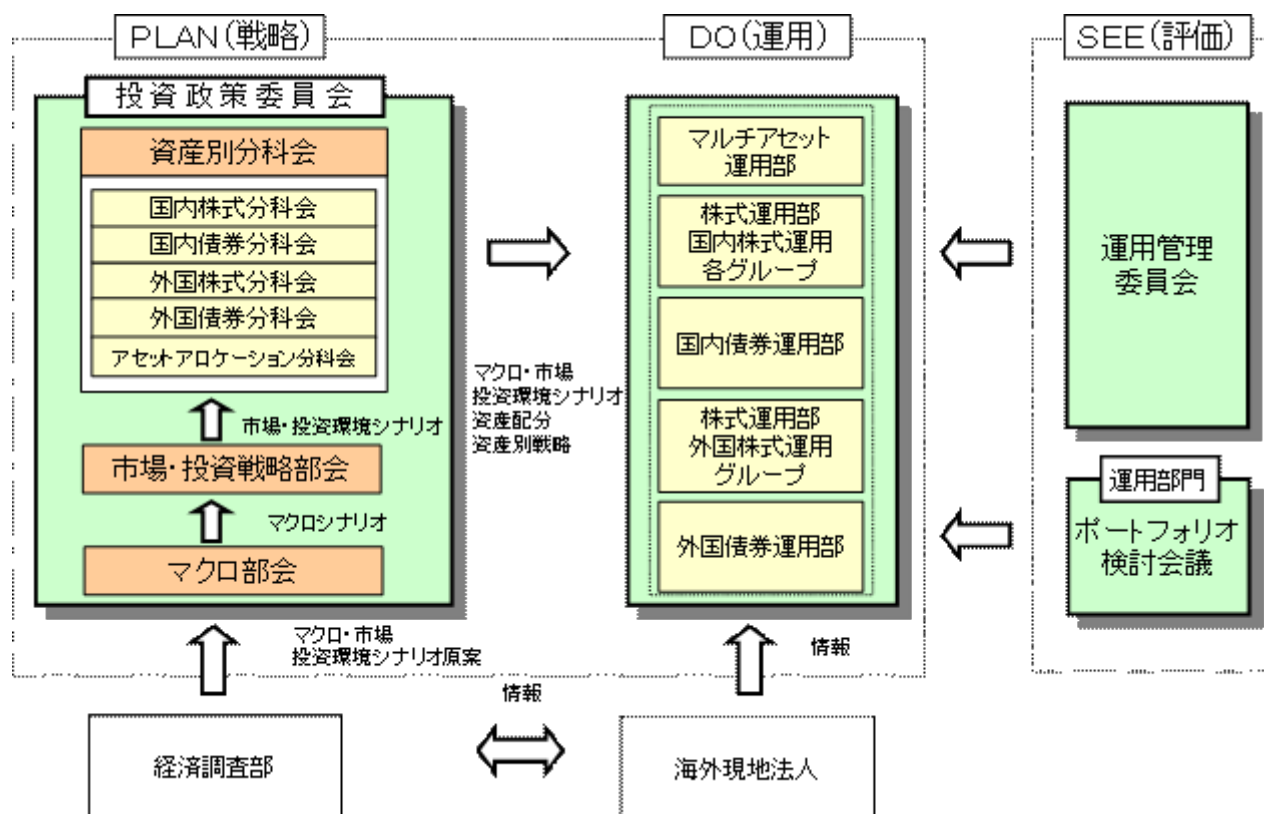 PLAN(戦略)
投資政策委員会
資産別分科会
国内株式分科会
国内債券分科会
外国株式分科会
外国債券分科会
アセットアロケーション分科会
市場・投資環境シナリオ
市場・投資戦略部会
マクロシナリオ
マクロ部会
マクロ・市場
投資環境シナリオ原案
経済調査部
マクロ・市場
投資環境シナリオ
資産配分
資産別戦略
情報
DO(運用)
マルチアセット
運用部
株式運用部
国内株式運用
各グループ
国内債券運用部
株式運用部
外国株式運用
グループ
外国債券運用部
情報
海外現地法人
SEE(評価)
運用管理
委員会
運用部門
ポートフォリオ
検討会議